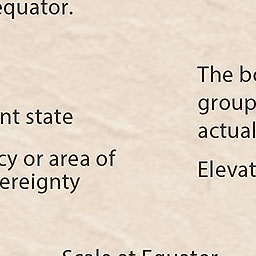 equator.
The bo
group
actual
nt state
cy or area of
ereignty
Elevat
Scale at Equator